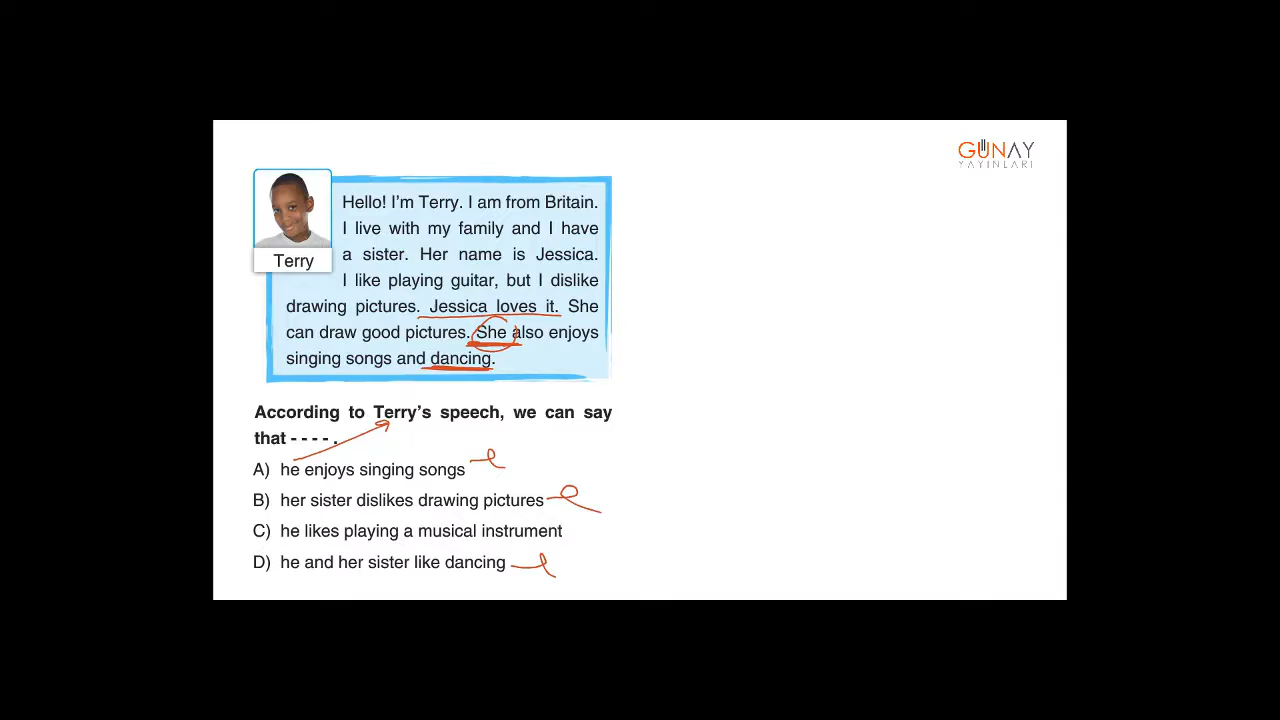 GÜNAY
YAYINLARI
Hello! I'm Terry. I am from Britain.
I live with my family and I have
a sister. Her name is Jessica.
Terry
I like playing guitar, but I dislike
drawing pictures. Jessica loves it. She
can draw good pictures. She also enjoys
singing songs and dancing.
According to Terry's speech, we can say
that - - - - .
A) he enjoys singing songs
B) her sister dislikes drawing pictures
C) he likes playing a musical instrument
D) he and her sister like dancing